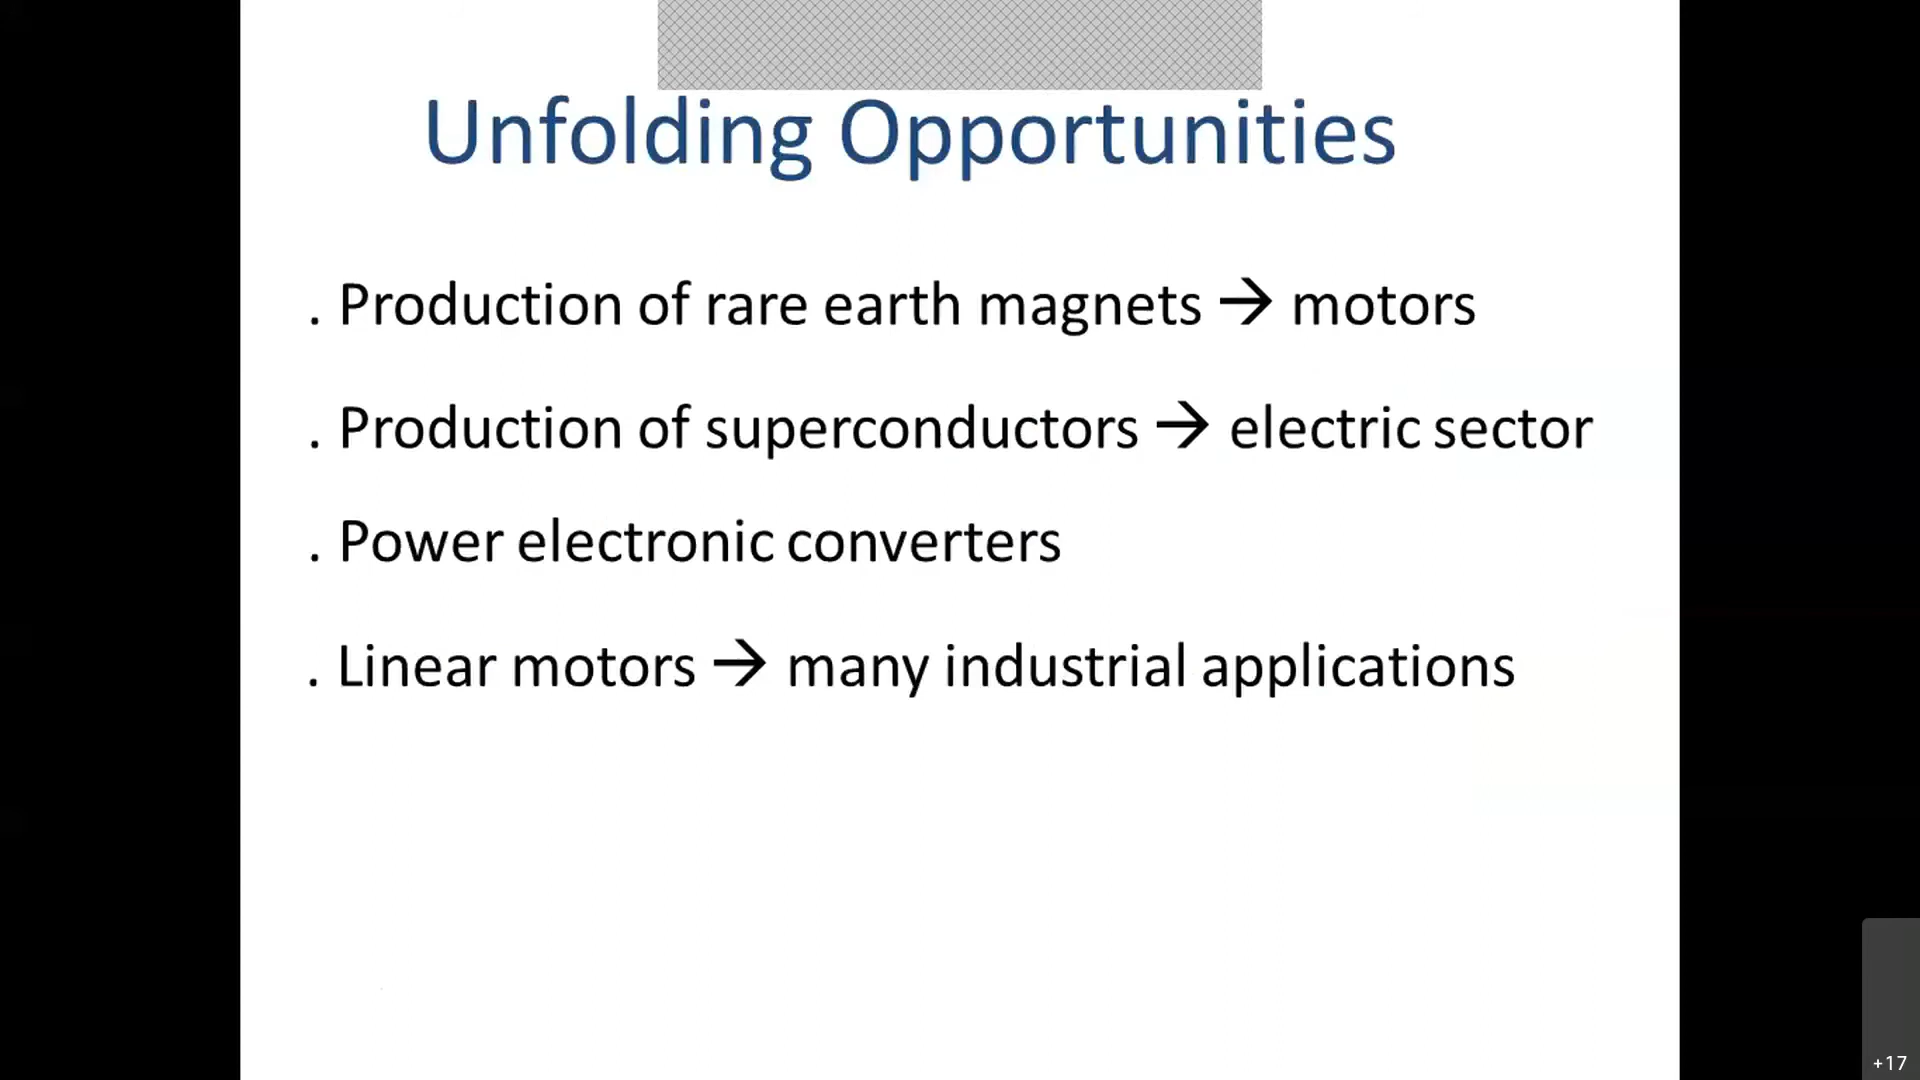 Unfolding Opportunities
. Production of rare earth magnets → motors
. Production of superconductors → electric sector
. Power electronic converters
. Linear motors → many industrial applications
+17